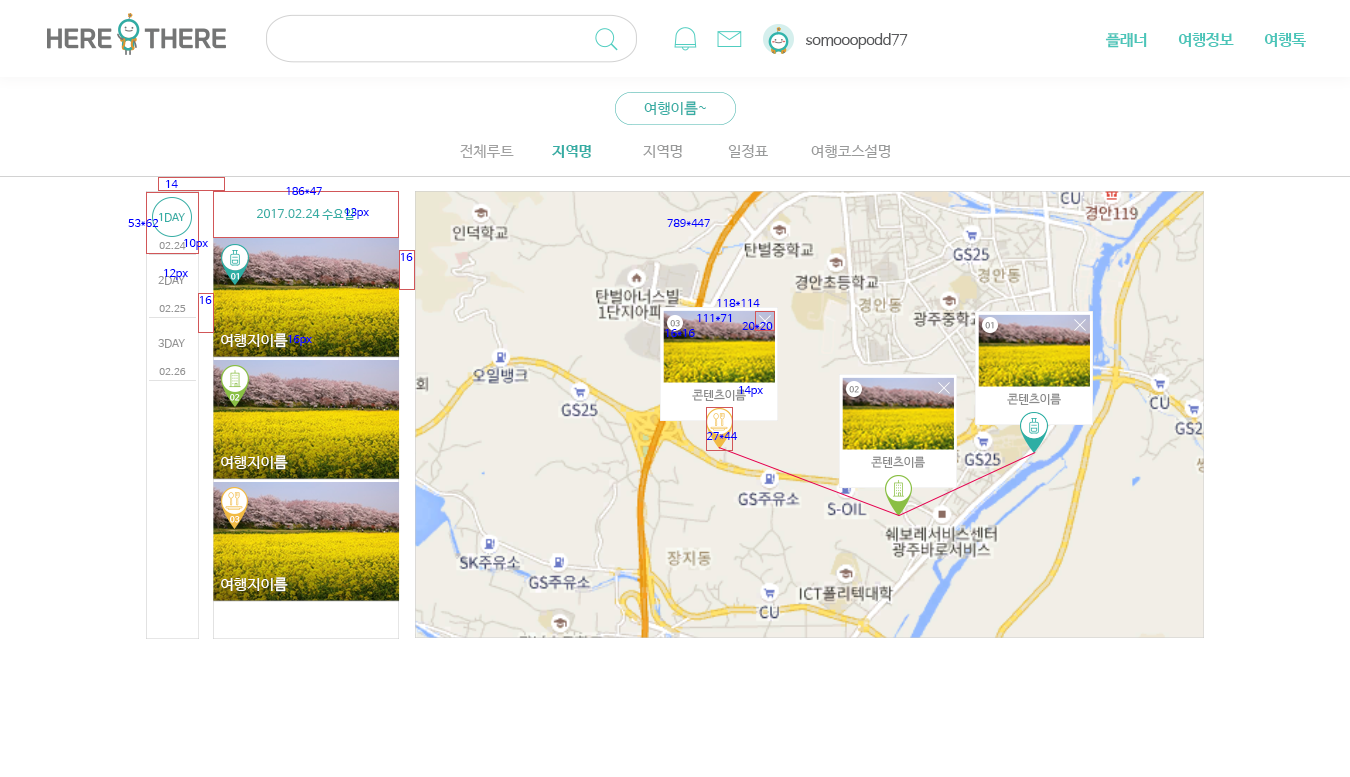 HERE THERE
somooopodd77
플래너 여행정보 여행톡
여행이름~
전체루트 지역명 지역명 일정표 여행코스설명
14
186*47
53*62
1DAY
02.24
10px
12px
2DAY
02.25
3DAY
02.26
2017.02.24 수요일
13px
16
16
01
여행지이름
16px
02
여행지이름
03
여행지이름
789*447
CU
경안119
인덕학교
탄벌중학교
GS25
경안동
경안초등학교
탄벌아너스빌
1단지아파
경안동
광주중학교
118*114
111*71
03
16*16
20*20
콘텐츠이름
14px
27*44
01
콘텐츠이름
02
콘텐츠이름
회
오일뱅크
GS25
CU
GS2
GS25
GS주유소
S-OIL
쉐보레서비스센터
광주바로서비스
SK주유소
장지동
GS주유소
ICT폴리텍대학
CU